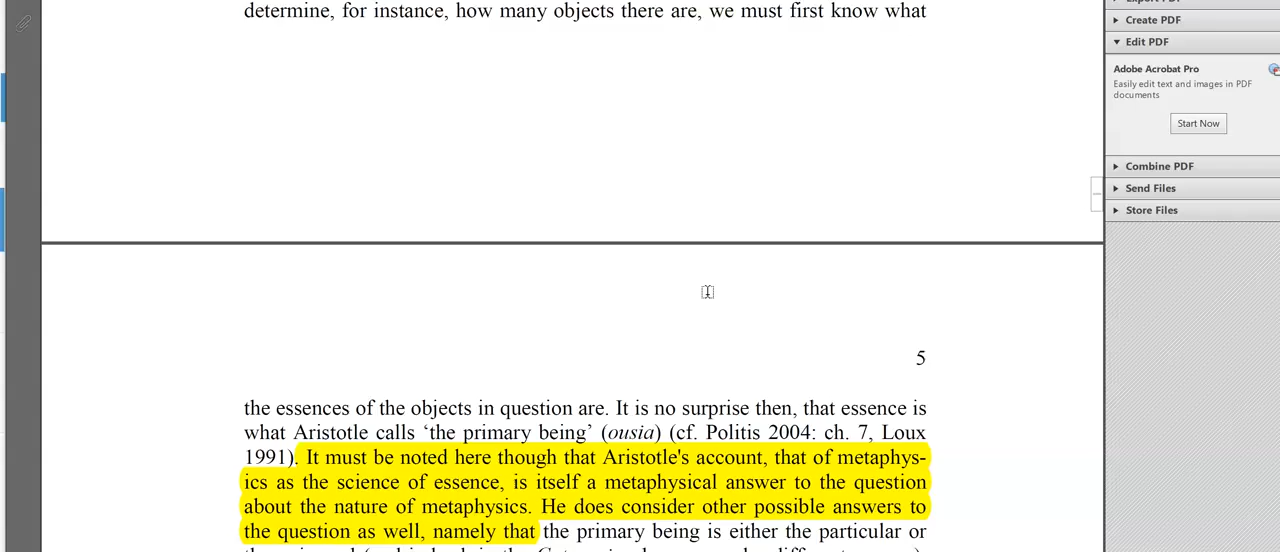 determine, for instance, how many objects there are, we must first know what
Create PDF
Edit PDF
Adobe Acrobat Pro
Easily edit text and images in PDF
documents
Start Now
Combine PDF
Send Files
Store Files
5
the essences of the objects in question are. It is no surprise then, that essence is
what Aristotle calls ‘the primary being’ (ousia) (cf. Politis 2004: ch. 7, Loux
1991). It must be noted here though that Aristotle's account, that of metaphys-
ics as the science of essence, is itself a metaphysical answer to the question
about the nature of metaphysics. He does consider other possible answers to
the question as well, namely that the primary being is either the particular or